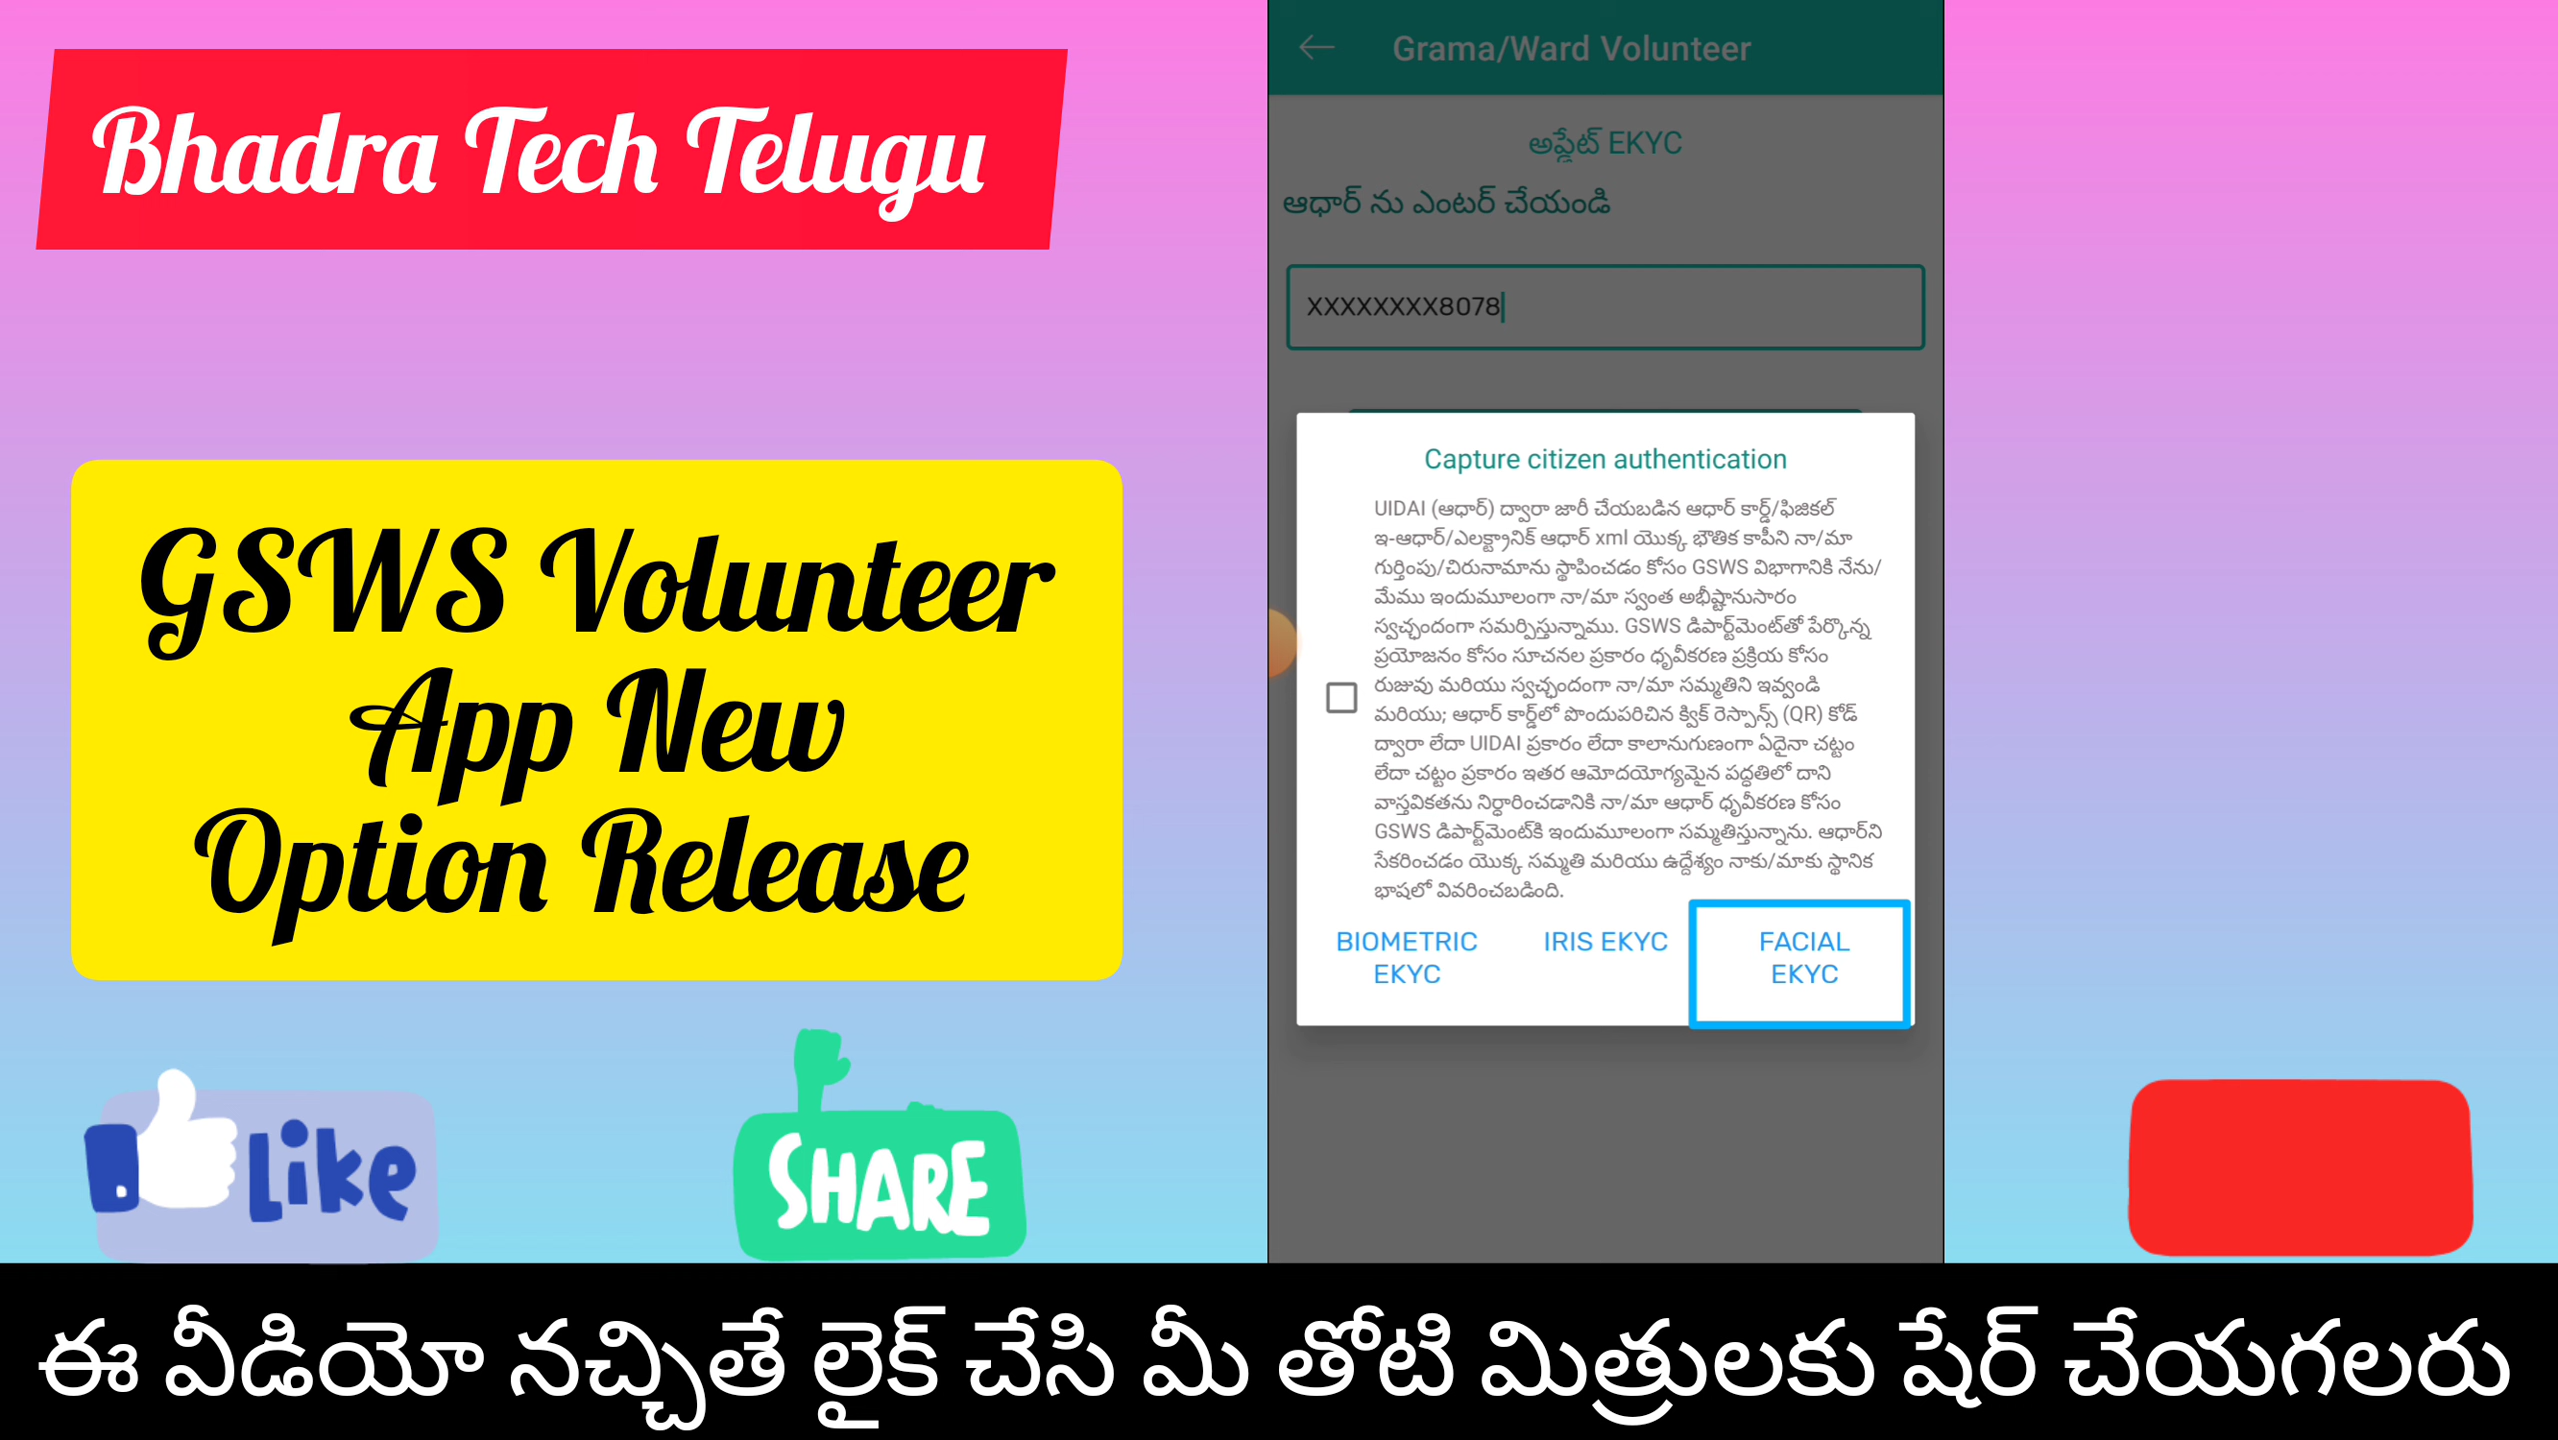 Bhadra Tech Telugu
GSWS Volunteer
App New
Option Release
Like
SHARE
Grama/Ward Volunteer
అప్డేట్ EKYC
ఆధార్ ను ఎంటర్ చేయండి
XXXXXXXX8078
Capture citizen authentication
UIDAI (ఆధార్) ద్వారా జారీ చేయబడిన ఆధార్ కార్డ్/ఫిజికల్
ఇ-ఆధార్/ఎలక్ట్రానిక్ ఆధార్ xml యొక్క భౌతిక కాపీని నా/మా
గుర్తింపు/చిరునామాను స్థాపించడం కోసం GSWS విభాగానికి నేను/
మేము ఇందుమూలంగా నా/మా స్వంత అభీష్టానుసారం
స్వచ్ఛందంగా సమర్పిస్తున్నాము. GSWS డిపార్ట్‌మెంట్‌తో పేర్కొన్న
ప్రయోజనం కోసం సూచనల ప్రకారం ధృవీకరణ ప్రక్రియ కోసం
రుజువు మరియు స్వచ్ఛందంగా నా/మా సమ్మతిని ఇవ్వండి
మరియు; ఆధార్ కార్డ్‌లో పొందుపరిచిన క్విక్ రెస్పాన్స్ (QR) కోడ్
ద్వారా లేదా UIDAI ప్రకారం లేదా కాలానుగుణంగా ఏదైనా చట్టం
లేదా చట్టం ప్రకారం ఇతర ఆమోదయోగ్యమైన పద్ధతిలో దాని
వాస్తవికతను నిర్ధారించడానికి నా/మా ఆధార్ ధృవీకరణ కోసం
GSWS డిపార్ట్‌మెంట్‌కి ఇందుమూలంగా సమ్మతిస్తున్నాను. ఆధార్‌ని
సేకరించడం యొక్క సమ్మతి మరియు ఉద్దేశ్యం నాకు/మాకు స్థానిక
భాషలో వివరించబడింది.
BIOMETRIC EKYC
IRIS EKYC
FACIAL EKYC
ఈ వీడియో నచ్చితే లైక్ చేసి మీ తోటి మిత్రులకు షేర్ చేయగలరు